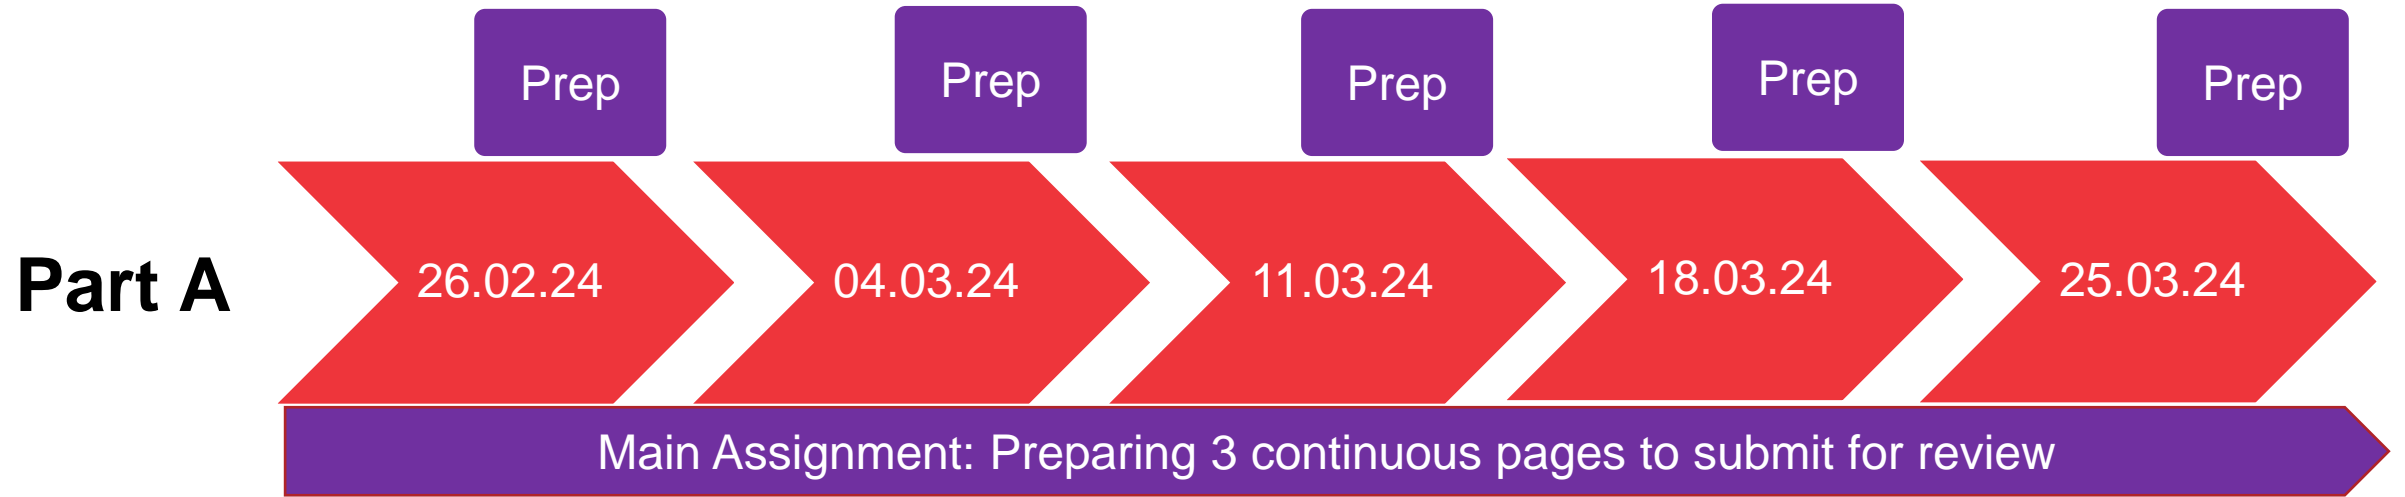 Prep
Prep
Prep
Prep
Prep
Part A
26.02.24
04.03.24
11.03.24
18.03.24
25.03.24
Main Assignment: Preparing 3 continuous pages to submit for review